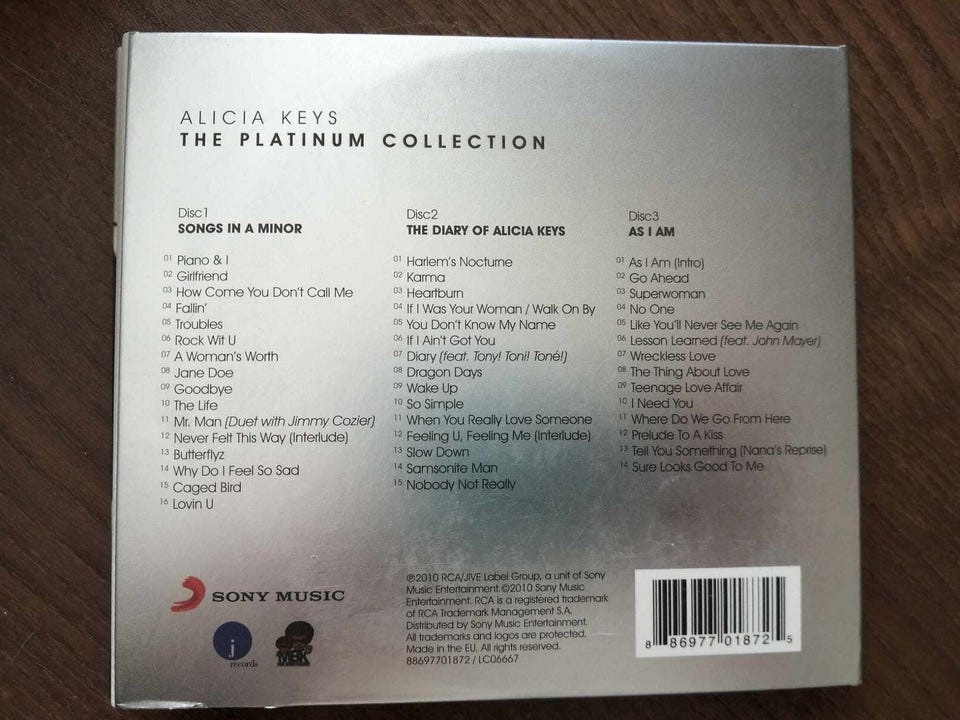 ALICIA KEYS
THE PLATINUM COLLECTION
Disc1
SONGS IN A MINOR
01 Piano & I
02 Girlfriend
03 How Come You Don't Call Me
04 Fallin'
05 Troubles
06 Rock Wit U
07 A Woman's Worth
08 Jane Doe
09 Goodbye
10 The Life
11 Mr. Man (Duet with Jimmy Cozier)
12 Never Felt This Way (Interlude)
13 Butterflyz
14 Why Do I Feel So Sad
15 Caged Bird
16 Lovin U
Disc2
THE DIARY OF ALICIA KEYS
01 Harlem's Nocturne
02 Karma
03 Heartburn
04 If I Was Your Woman / Walk On By
05 You Don't Know My Name
06 If I Ain't Got You
07 Diary (feat. Tony! Toni! Toné!)
08 Dragon Days
09 Wake Up
10 So Simple
11 When You Really Love Someone
12 Feeling U, Feeling Me (Interlude)
13 Slow Down
14 Samsonite Man
15 Nobody Not Really
Disc3
AS I AM
01 As I Am (Intro)
02 Go Ahead
03 Superwoman
04 No One
05 Like You'll Never See Me Again
06 Lesson Learned (feat. John Mayer)
07 Wreckless Love
08 The Thing About Love
09 Teenage Love Affair
10 I Need You
11 Where Do We Go From Here
12 Prelude To A Kiss
13 Tell You Something (Nana's Reprise)
14 Sure Looks Good To Me
SONY MUSIC
j
records
MBK
℗2010 RCA/JIVE Label Group, a unit of Sony
Music Entertainment.©2010 Sony Music
Entertainment. RCA is a registered trademark
of RCA Trademark Management S.A.
Distributed by Sony Music Entertainment.
All trademarks and logos are protected.
Made in the EU. All rights reserved.
88697701872 / LC06667
8 86977 01872 5